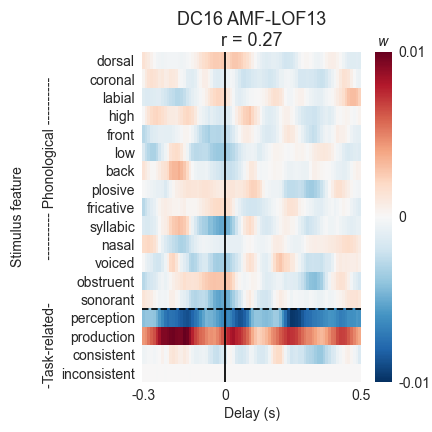 DC16 AMF-LOF13
r = 0.27
w
Stimulus feature
---------- Phonological ----------
-Task-related-
dorsal
coronal
labial
high
front
low
back
plosive
fricative
syllabic
nasal
voiced
obstruent
sonorant
perception
production
consistent
inconsistent
0.01
0
-0.01
-0.3
0
0.5
Delay (s)